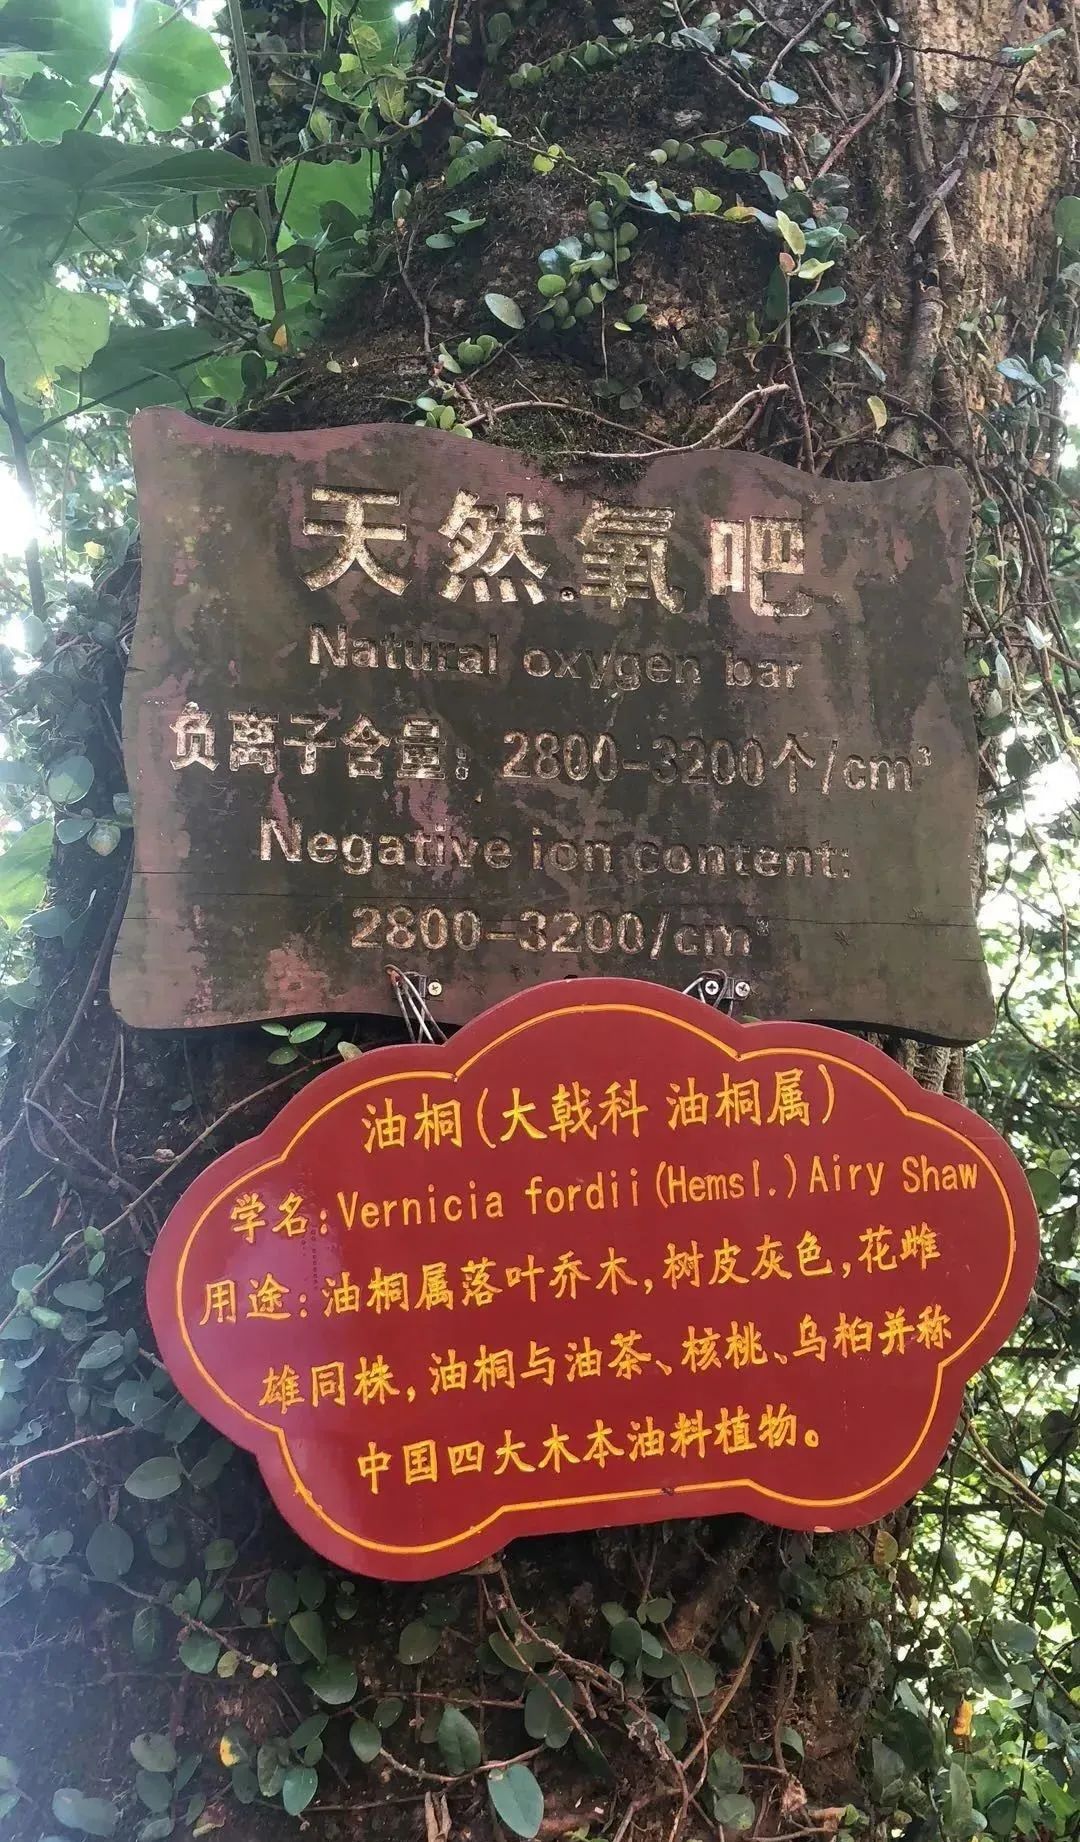 天然氧吧
Natural oxygen bar
负离子含量：2800-3200个/cm³
Negative ion content:
2800-3200/cm³
油桐(大戟科 油桐属)
学名:Vernicia fordii(Hemsl.)Airy Shaw
用途:油桐属落叶乔木,树皮灰色,花雌
雄同株,油桐与油茶、核桃、乌桕并称
中国四大木本油料植物。